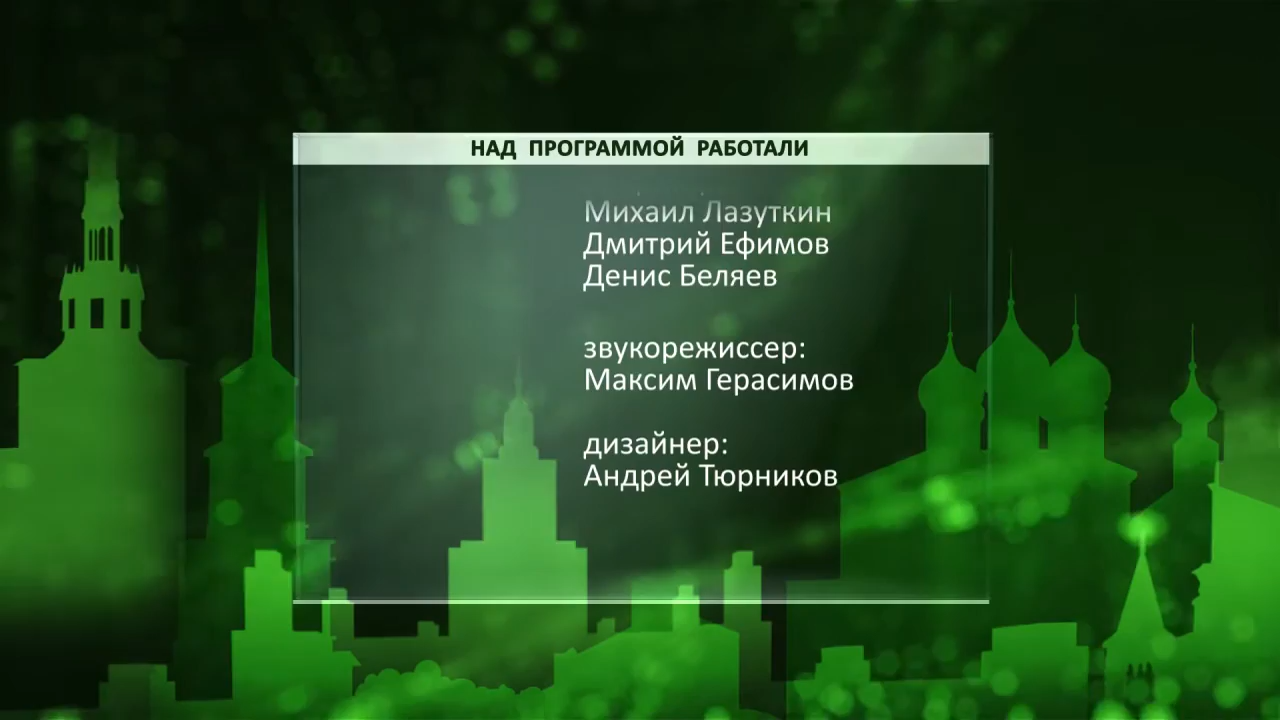 НАД ПРОГРАММОЙ РАБОТАЛИ
Михаил Лазуткин
Дмитрий Ефимов
Денис Беляев
звукорежиссер:
Максим Герасимов
дизайнер:
Андрей Тюрников